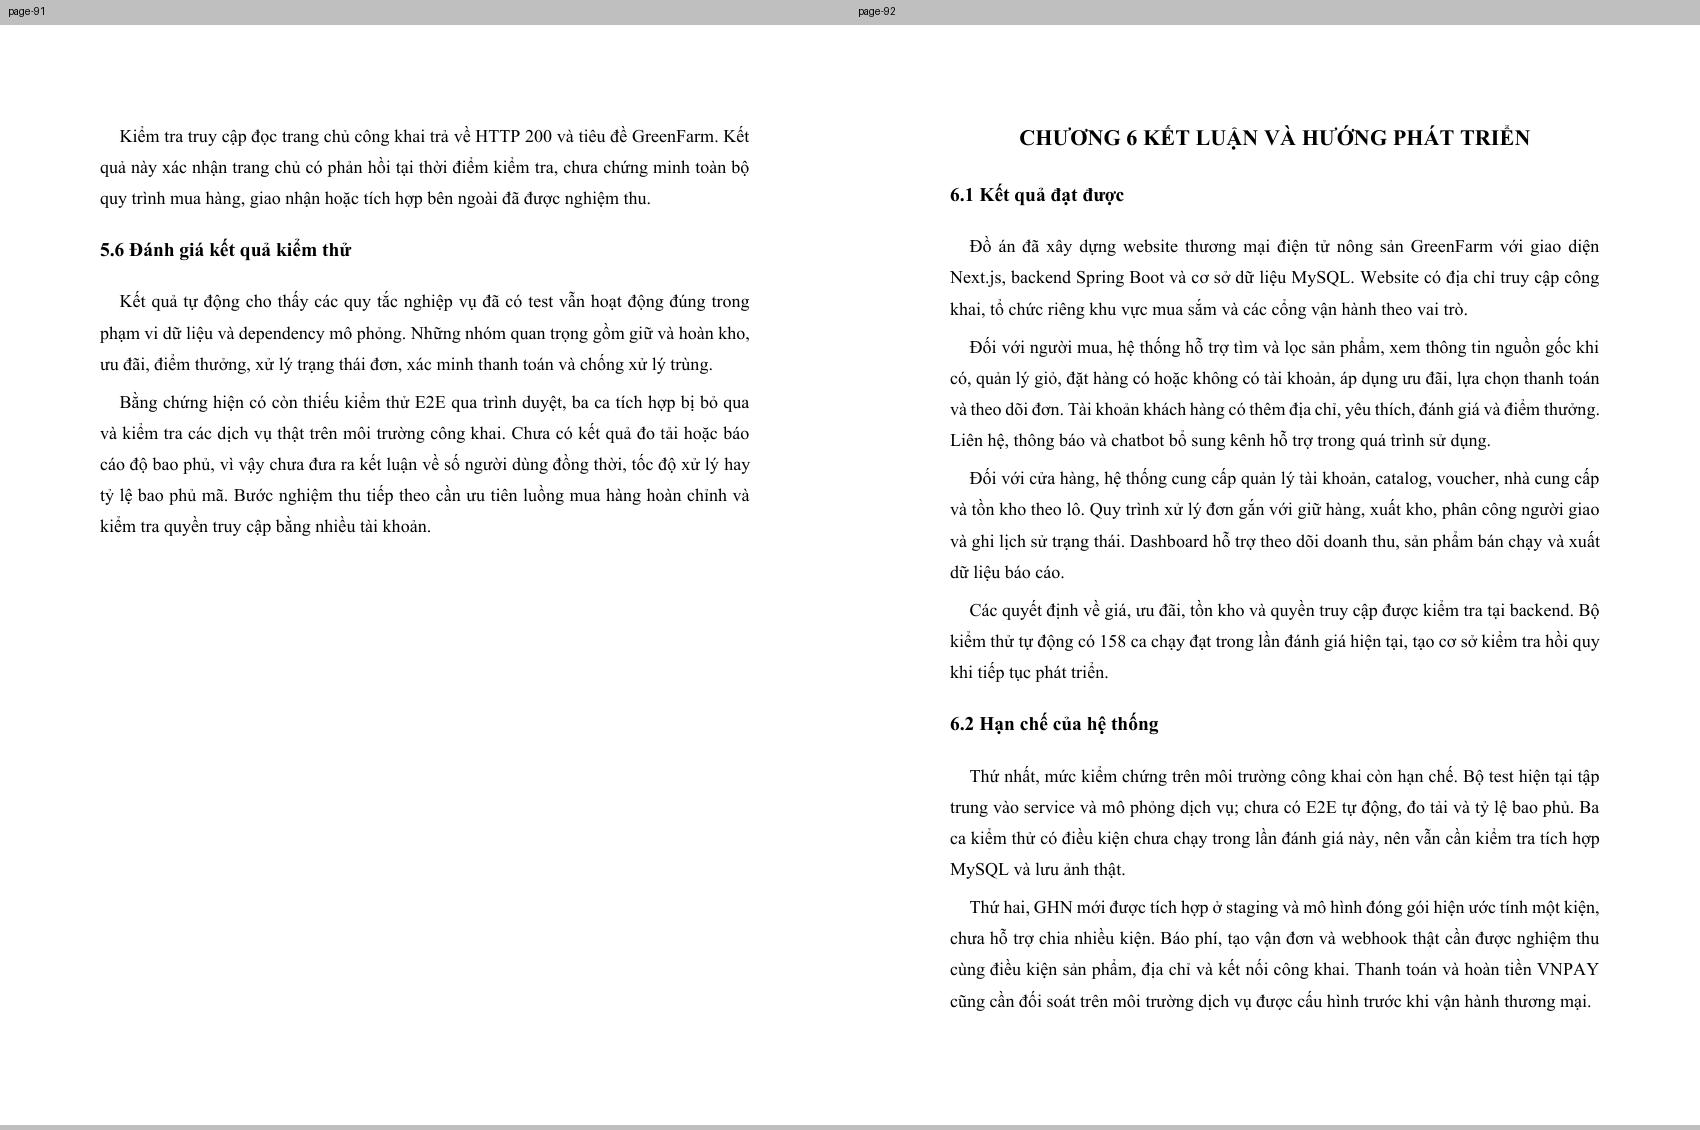 page-91
Kiểm tra truy cập đọc trang chủ công khai trả về HTTP 200 và tiêu đề GreenFarm. Kết
quả này xác nhận trang chủ có phản hồi tại thời điểm kiểm tra, chưa chứng minh toàn bộ
quy trình mua hàng, giao nhận hoặc tích hợp bên ngoài đã được nghiệm thu.
5.6 Đánh giá kết quả kiểm thử
Kết quả tự động cho thấy các quy tắc nghiệp vụ đã có test vẫn hoạt động đúng trong
phạm vi dữ liệu và dependency mô phỏng. Những nhóm quan trọng gồm giữ và hoàn kho,
ưu đãi, điểm thưởng, xử lý trạng thái đơn, xác minh thanh toán và chống xử lý trùng.
Bằng chứng hiện có còn thiếu kiểm thử E2E qua trình duyệt, ba ca tích hợp bị bỏ qua
và kiểm tra các dịch vụ thật trên môi trường công khai. Chưa có kết quả đo tải hoặc báo
cáo độ bao phủ, vì vậy chưa đưa ra kết luận về số người dùng đồng thời, tốc độ xử lý hay
tỷ lệ bao phủ mã. Bước nghiệm thu tiếp theo cần ưu tiên luồng mua hàng hoàn chỉnh và
kiểm tra quyền truy cập bằng nhiều tài khoản.
page-92
CHƯƠNG 6 KẾT LUẬN VÀ HƯỚNG PHÁT TRIỂN
6.1 Kết quả đạt được
Đồ án đã xây dựng website thương mại điện tử nông sản GreenFarm với giao diện
Next.js, backend Spring Boot và cơ sở dữ liệu MySQL. Website có địa chỉ truy cập công
khai, tổ chức riêng khu vực mua sắm và các cổng vận hành theo vai trò.
Đối với người mua, hệ thống hỗ trợ tìm và lọc sản phẩm, xem thông tin nguồn gốc khi
có, quản lý giỏ, đặt hàng có hoặc không có tài khoản, áp dụng ưu đãi, lựa chọn thanh toán
và theo dõi đơn. Tài khoản khách hàng có thêm địa chỉ, yêu thích, đánh giá và điểm thưởng.
Liên hệ, thông báo và chatbot bổ sung kênh hỗ trợ trong quá trình sử dụng.
Đối với cửa hàng, hệ thống cung cấp quản lý tài khoản, catalog, voucher, nhà cung cấp
và tồn kho theo lô. Quy trình xử lý đơn gắn với giữ hàng, xuất kho, phân công người giao
và ghi lịch sử trạng thái. Dashboard hỗ trợ theo dõi doanh thu, sản phẩm bán chạy và xuất
dữ liệu báo cáo.
Các quyết định về giá, ưu đãi, tồn kho và quyền truy cập được kiểm tra tại backend. Bộ
kiểm thử tự động có 158 ca chạy đạt trong lần đánh giá hiện tại, tạo cơ sở kiểm tra hồi quy
khi tiếp tục phát triển.
6.2 Hạn chế của hệ thống
Thứ nhất, mức kiểm chứng trên môi trường công khai còn hạn chế. Bộ test hiện tại tập
trung vào service và mô phỏng dịch vụ; chưa có E2E tự động, đo tải và tỷ lệ bao phủ. Ba
ca kiểm thử có điều kiện chưa chạy trong lần đánh giá này, nên vẫn cần kiểm tra tích hợp
MySQL và lưu ảnh thật.
Thứ hai, GHN mới được tích hợp ở staging và mô hình đóng gói hiện ước tính một kiện,
chưa hỗ trợ chia nhiều kiện. Báo phí, tạo vận đơn và webhook thật cần được nghiệm thu
cùng điều kiện sản phẩm, địa chỉ và kết nối công khai. Thanh toán và hoàn tiền VNPAY
cũng cần đối soát trên môi trường dịch vụ được cấu hình trước khi vận hành thương mại.